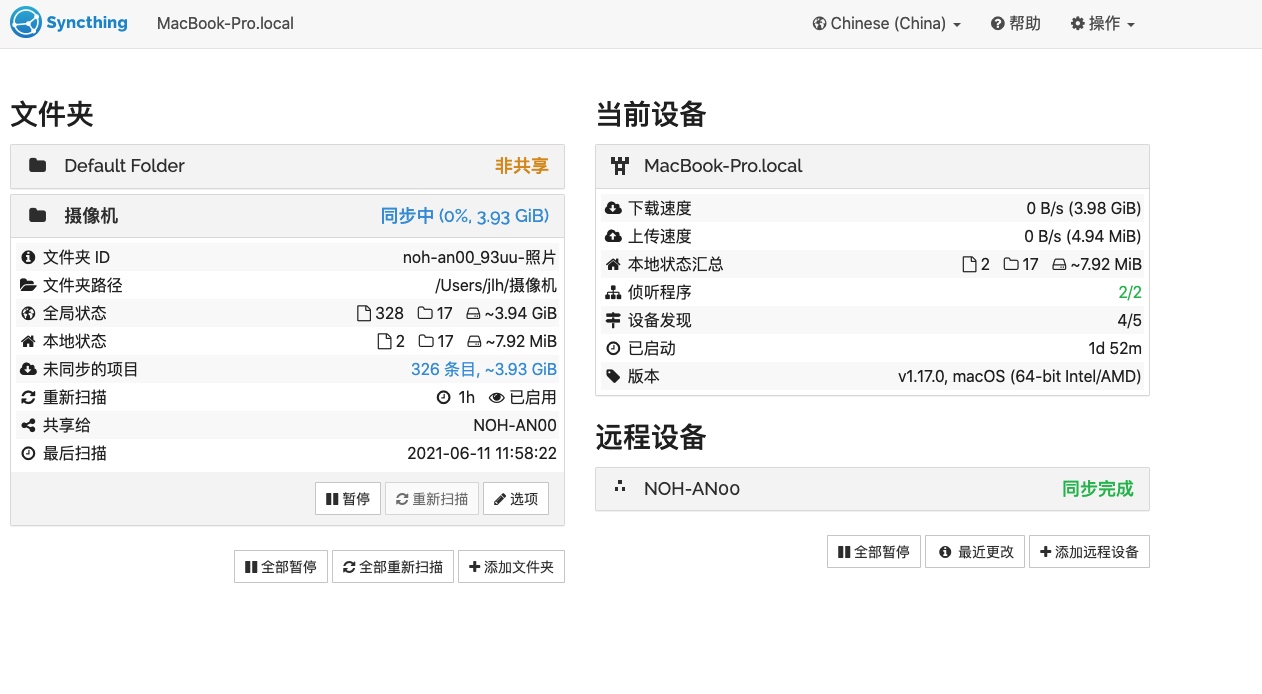 Syncthing MacBook-Pro.local Chinese (China) 帮助 操作
文件夹
Default Folder 非共享
摄像机 同步中 (0%, 3.93 GiB)
文件夹 ID noh-an00_93uu-照片
文件夹路径 /Users/jlh/摄像机
全局状态 328 17 ~3.94 GiB
本地状态 2 17 ~7.92 MiB
未同步的项目 326 条目, ~3.93 GiB
重新扫描 1h 已启用
共享给 NOH-AN00
最后扫描 2021-06-11 11:58:22
暂停 重新扫描 选项
全部暂停 全部重新扫描 添加文件夹
当前设备
MacBook-Pro.local
下载速度 0 B/s (3.98 GiB)
上传速度 0 B/s (4.94 MiB)
本地状态汇总 2 17 ~7.92 MiB
侦听程序 2/2
设备发现 4/5
已启动 1d 52m
版本 v1.17.0, macOS (64-bit Intel/AMD)
远程设备
NOH-AN00 同步完成
全部暂停 最近更改 添加远程设备